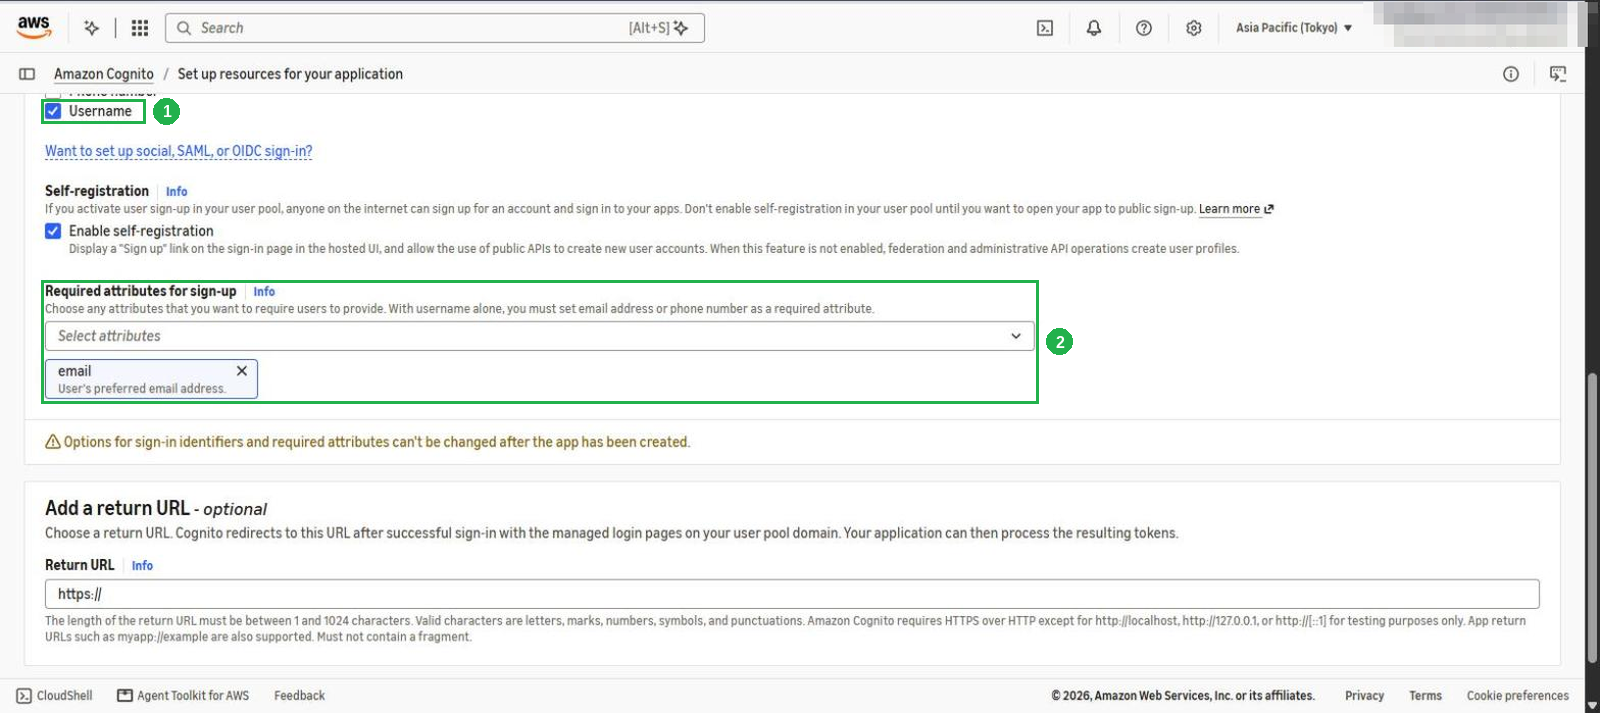 aws
Search
[Alt+S]
Asia Pacific (Tokyo)
Amazon Cognito / Set up resources for your application
Phone number
Username
1
Want to set up social, SAML, or OIDC sign-in?
Self-registration Info
If you activate user sign-up in your user pool, anyone on the internet can sign up for an account and sign in to your apps. Don't enable self-registration in your user pool until you want to open your app to public sign-up. Learn more
Enable self-registration
Display a "Sign up" link on the sign-in page in the hosted UI, and allow the use of public APIs to create new user accounts. When this feature is not enabled, federation and administrative API operations create user profiles.
Required attributes for sign-up Info
Choose any attributes that you want to require users to provide. With username alone, you must set email address or phone number as a required attribute.
Select attributes
2
email
User's preferred email address.
Options for sign-in identifiers and required attributes can't be changed after the app has been created.
Add a return URL - optional
Choose a return URL. Cognito redirects to this URL after successful sign-in with the managed login pages on your user pool domain. Your application can then process the resulting tokens.
Return URL Info
https://
The length of the return URL must be between 1 and 1024 characters. Valid characters are letters, marks, numbers, symbols, and punctuations. Amazon Cognito requires HTTPS over HTTP except for http://localhost, http://127.0.0.1, or http://[::1] for testing purposes only. App return
URLs such as myapp://example are also supported. Must not contain a fragment.
CloudShell Agent Toolkit for AWS Feedback © 2026, Amazon Web Services, Inc. or its affiliates. Privacy Terms Cookie preferences